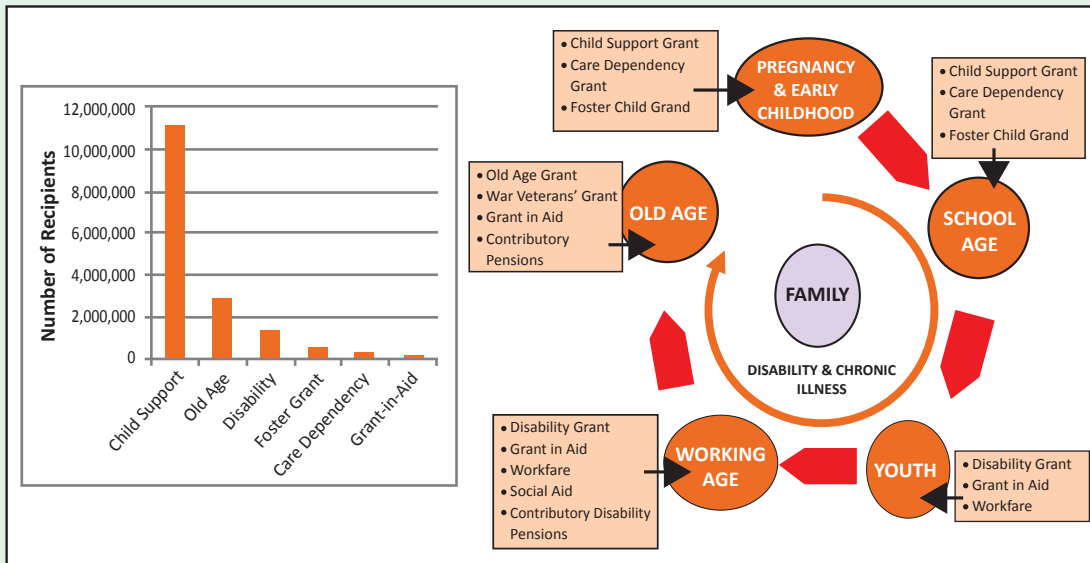 Number of Recipients
12,000,000
10,000,000
8,000,000
6,000,000
4,000,000
2,000,000
0
Child Support
Old Age
Disability
Foster Grant
Care Dependency
Grant-in-Aid
• Child Support Grant
• Care Dependency
Grant
• Foster Child Grand
PREGNANCY
& EARLY
CHILDHOOD
• Child Support Grant
• Care Dependency
Grant
• Foster Child Grand
SCHOOL
AGE
• Old Age Grant
• War Veterans’ Grant
• Grant in Aid
• Contributory
Pensions
OLD AGE
FAMILY
DISABILITY & CHRONIC
ILLNESS
• Disability Grant
• Grant in Aid
• Workfare
• Social Aid
• Contributory Disability
Pensions
WORKING
AGE
YOUTH
• Disability Grant
• Grant in Aid
• Workfare